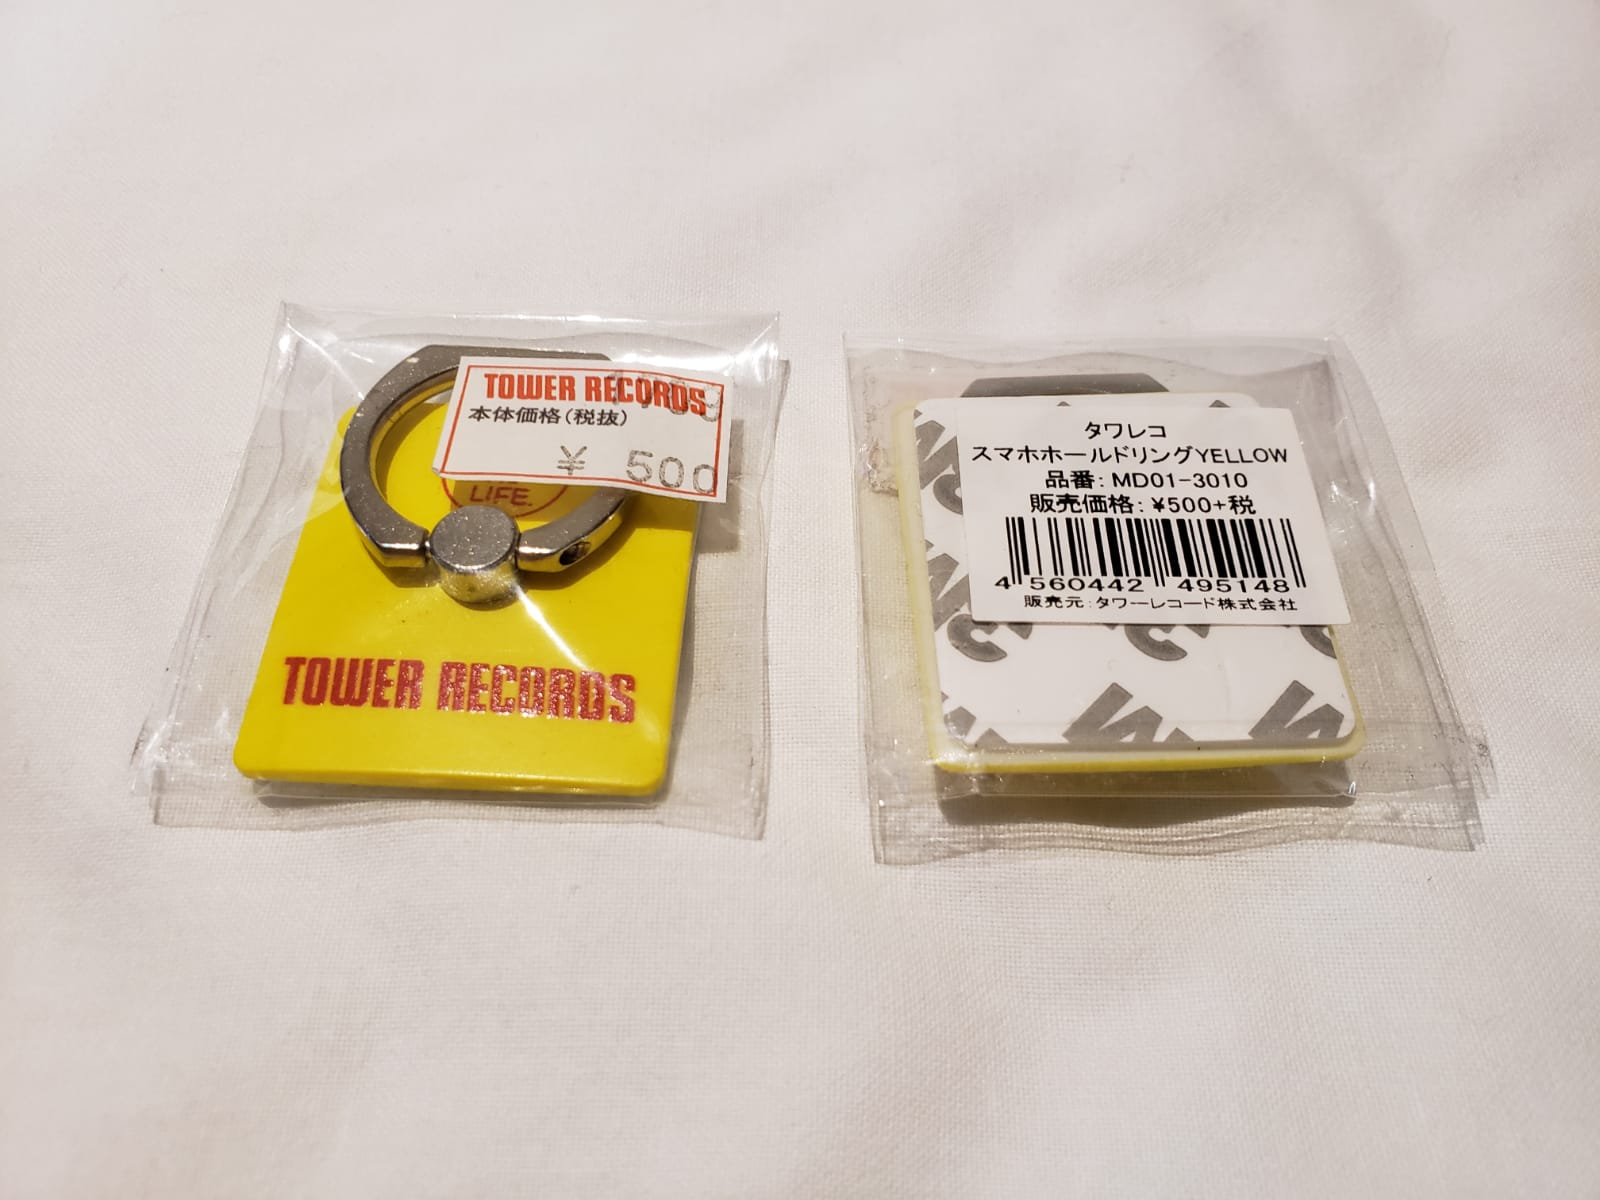 TOWER RECORDS
本体価格(税抜)
¥ 500
LIFE.
TOWER RECORDS
タワレコ
スマホホールドリングYELLOW
品番: MD01-3010
販売価格: ¥500+税
4 560442 495148
販売元:タワーレコード株式会社